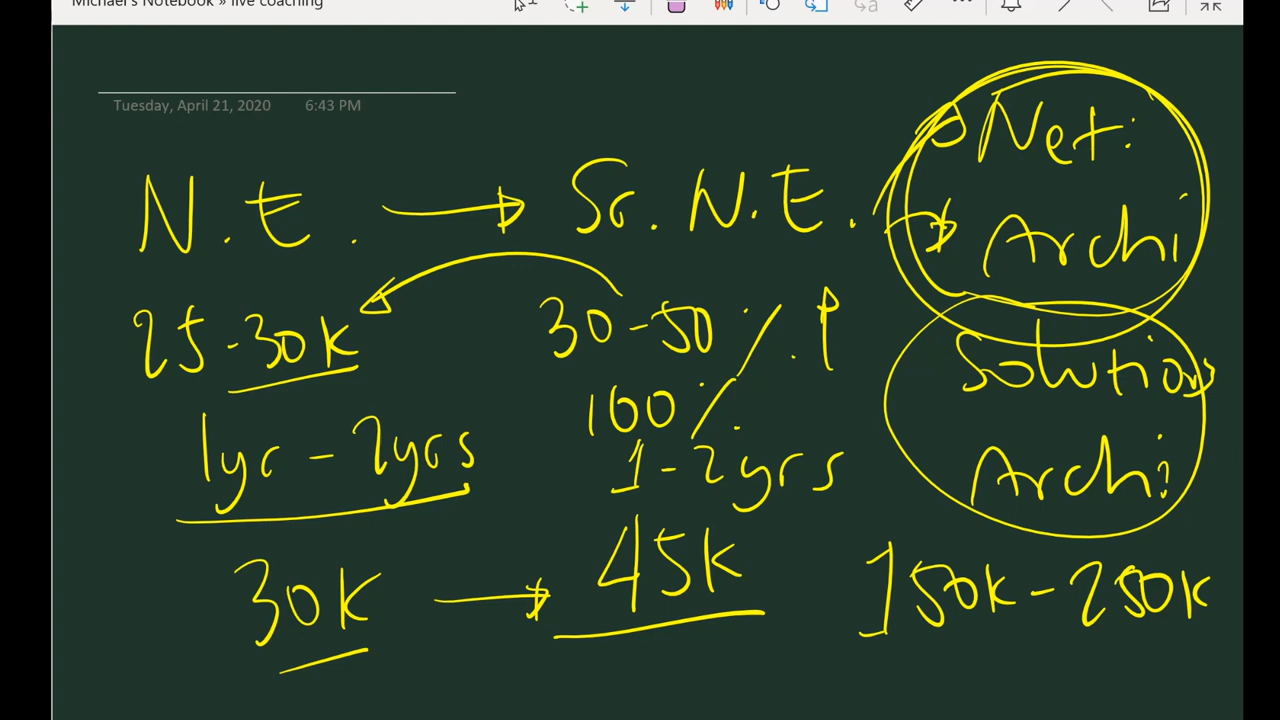 Michael's Notebook » live coaching
Tuesday, April 21, 2020 6:43 PM
N.E. → Sr. N.E. → Net. Archi
25-30K 30-50%. ↑
100%.
Solutions Archi
1yr - 2yrs 1-2yrs
30K → 45K 150K-250K